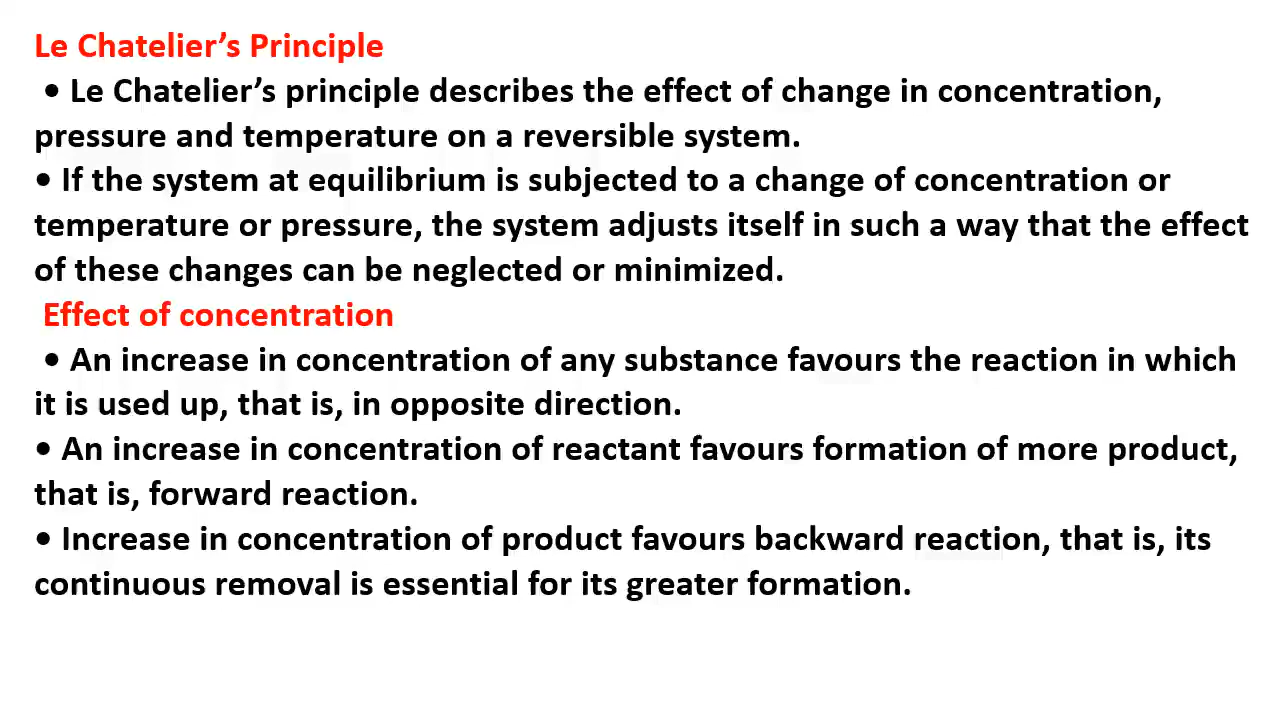 Le Chatelier’s Principle
• Le Chatelier’s principle describes the effect of change in concentration,
pressure and temperature on a reversible system.
• If the system at equilibrium is subjected to a change of concentration or
temperature or pressure, the system adjusts itself in such a way that the effect
of these changes can be neglected or minimized.
Effect of concentration
• An increase in concentration of any substance favours the reaction in which
it is used up, that is, in opposite direction.
• An increase in concentration of reactant favours formation of more product,
that is, forward reaction.
• Increase in concentration of product favours backward reaction, that is, its
continuous removal is essential for its greater formation.